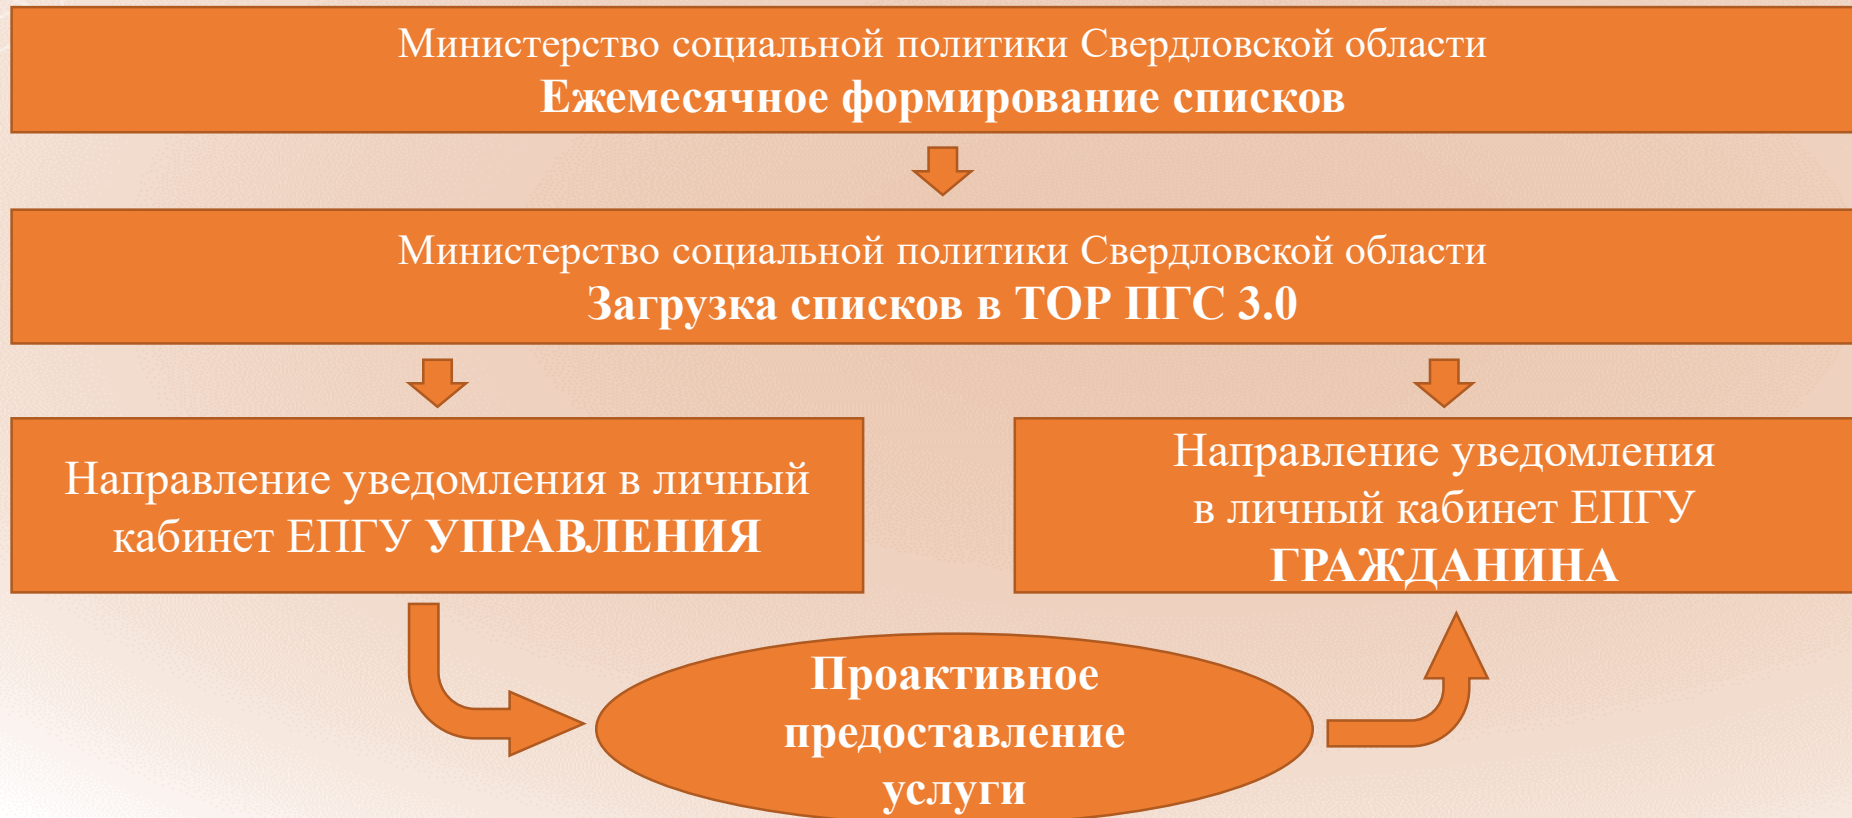 Министерство социальной политики Свердловской области
Ежемесячное формирование списков
Министерство социальной политики Свердловской области
Загрузка списков в ТОР ПГС 3.0
Направление уведомления в личный
кабинет ЕПГУ УПРАВЛЕНИЯ
Направление уведомления
в личный кабинет ЕПГУ
ГРАЖДАНИНА
Проактивное
предоставление
услуги